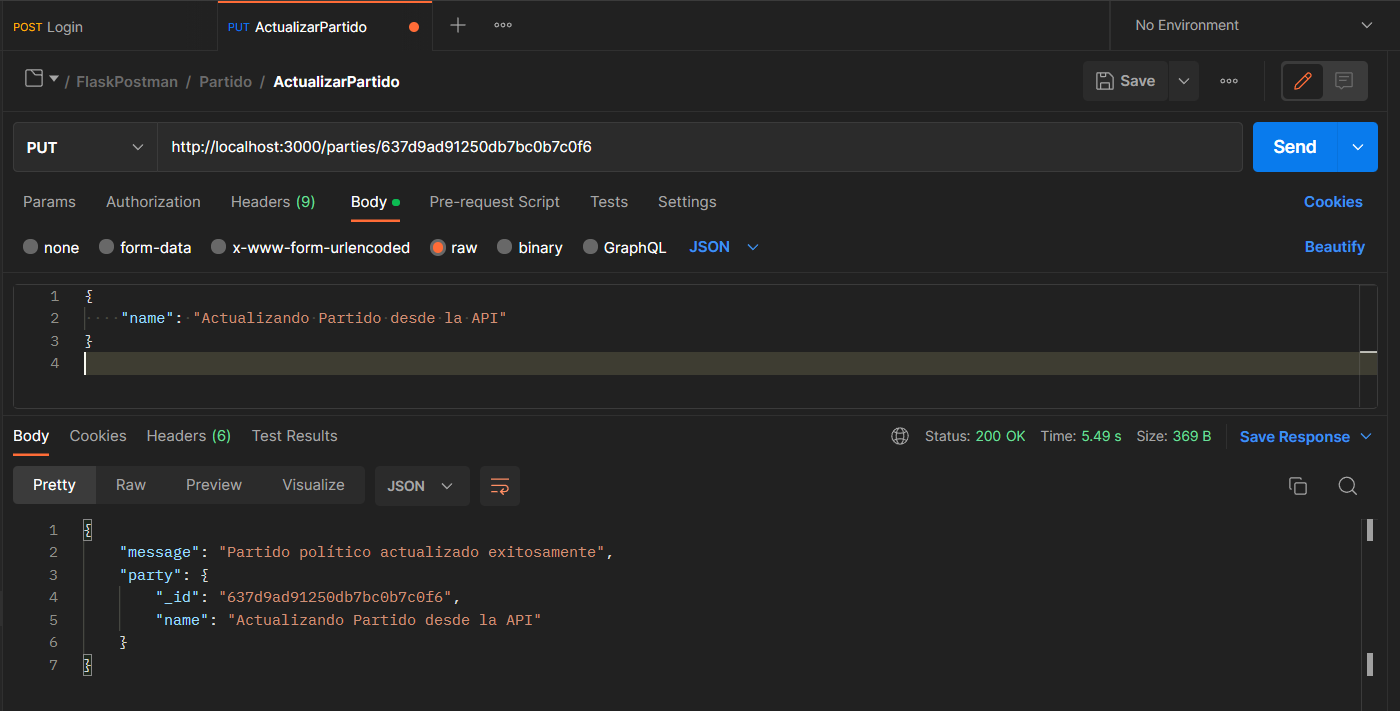 POST Login
PUT ActualizarPartido
No Environment
/ FlaskPostman / Partido / ActualizarPartido
Save
PUT
http://localhost:3000/parties/637d9ad91250db7bc0b7c0f6
Send
Params Authorization Headers (9) Body Pre-request Script Tests Settings Cookies
none form-data x-www-form-urlencoded raw binary GraphQL JSON Beautify
1 {
2 "name": "Actualizando Partido desde la API"
3 }
4
Body Cookies Headers (6) Test Results Status: 200 OK Time: 5.49 s Size: 369 B Save Response
Pretty Raw Preview Visualize JSON
1 {
2 "message": "Partido político actualizado exitosamente",
3 "party": {
4 "_id": "637d9ad91250db7bc0b7c0f6",
5 "name": "Actualizando Partido desde la API"
6 }
7 }